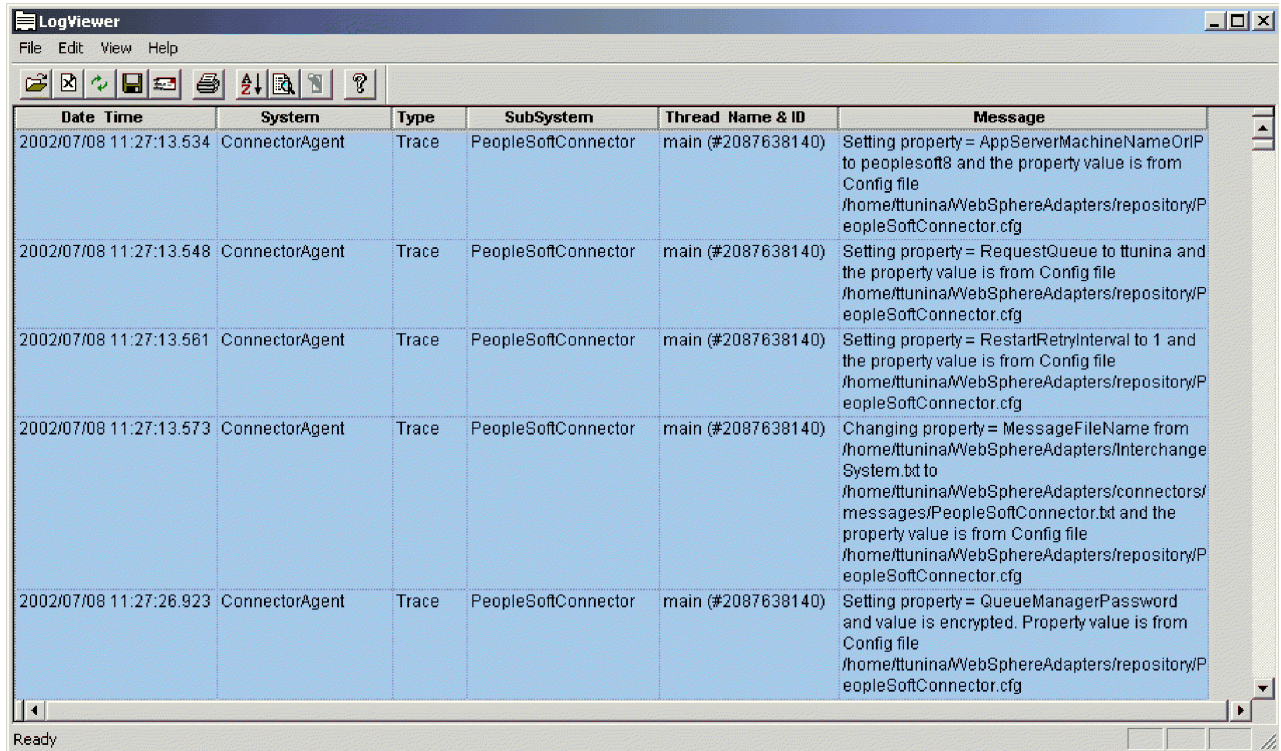 LogViewer
File Edit View Help
Date Time System Type SubSystem Thread Name & ID Message
2002/07/08 11:27:13.534 ConnectorAgent Trace PeopleSoftConnector main (#2087638140) Setting property = AppServerMachineNameOrIP
to peoplesoft8 and the property value is from
Config file
/home/ttunina/WebSphereAdapters/repository/P
eopleSoftConnector.cfg
2002/07/08 11:27:13.548 ConnectorAgent Trace PeopleSoftConnector main (#2087638140) Setting property = RequestQueue to ttunina and
the property value is from Config file
/home/ttunina/WebSphereAdapters/repository/P
eopleSoftConnector.cfg
2002/07/08 11:27:13.561 ConnectorAgent Trace PeopleSoftConnector main (#2087638140) Setting property = RestartRetryInterval to 1 and
the property value is from Config file
/home/ttunina/WebSphereAdapters/repository/P
eopleSoftConnector.cfg
2002/07/08 11:27:13.573 ConnectorAgent Trace PeopleSoftConnector main (#2087638140) Changing property = MessageFileName from
/home/ttunina/WebSphereAdapters/Interchange
System.txt to
/home/ttunina/WebSphereAdapters/connectors/
messages/PeopleSoftConnector.txt and the
property value is from Config file
/home/ttunina/WebSphereAdapters/repository/P
eopleSoftConnector.cfg
2002/07/08 11:27:26.923 ConnectorAgent Trace PeopleSoftConnector main (#2087638140) Setting property = QueueManagerPassword
and value is encrypted. Property value is from
Config file
/home/ttunina/WebSphereAdapters/repository/P
eopleSoftConnector.cfg
Ready